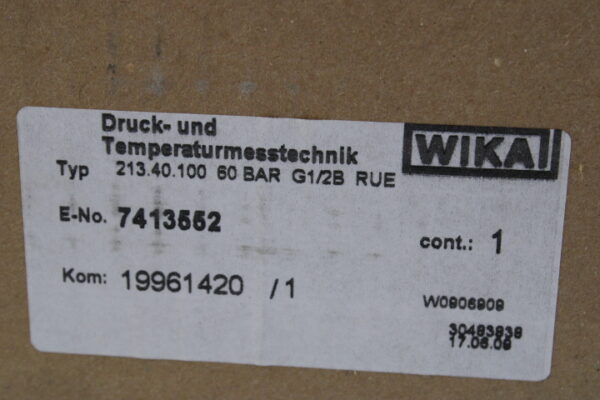 Druck- und
Temperaturmesstechnik
WIKA
Typ 213.40.100 60 BAR G1/2B RUE
E-No. 7413552
cont.: 1
Kom: 19961420 /1
W0906909
30483838
17.06.09